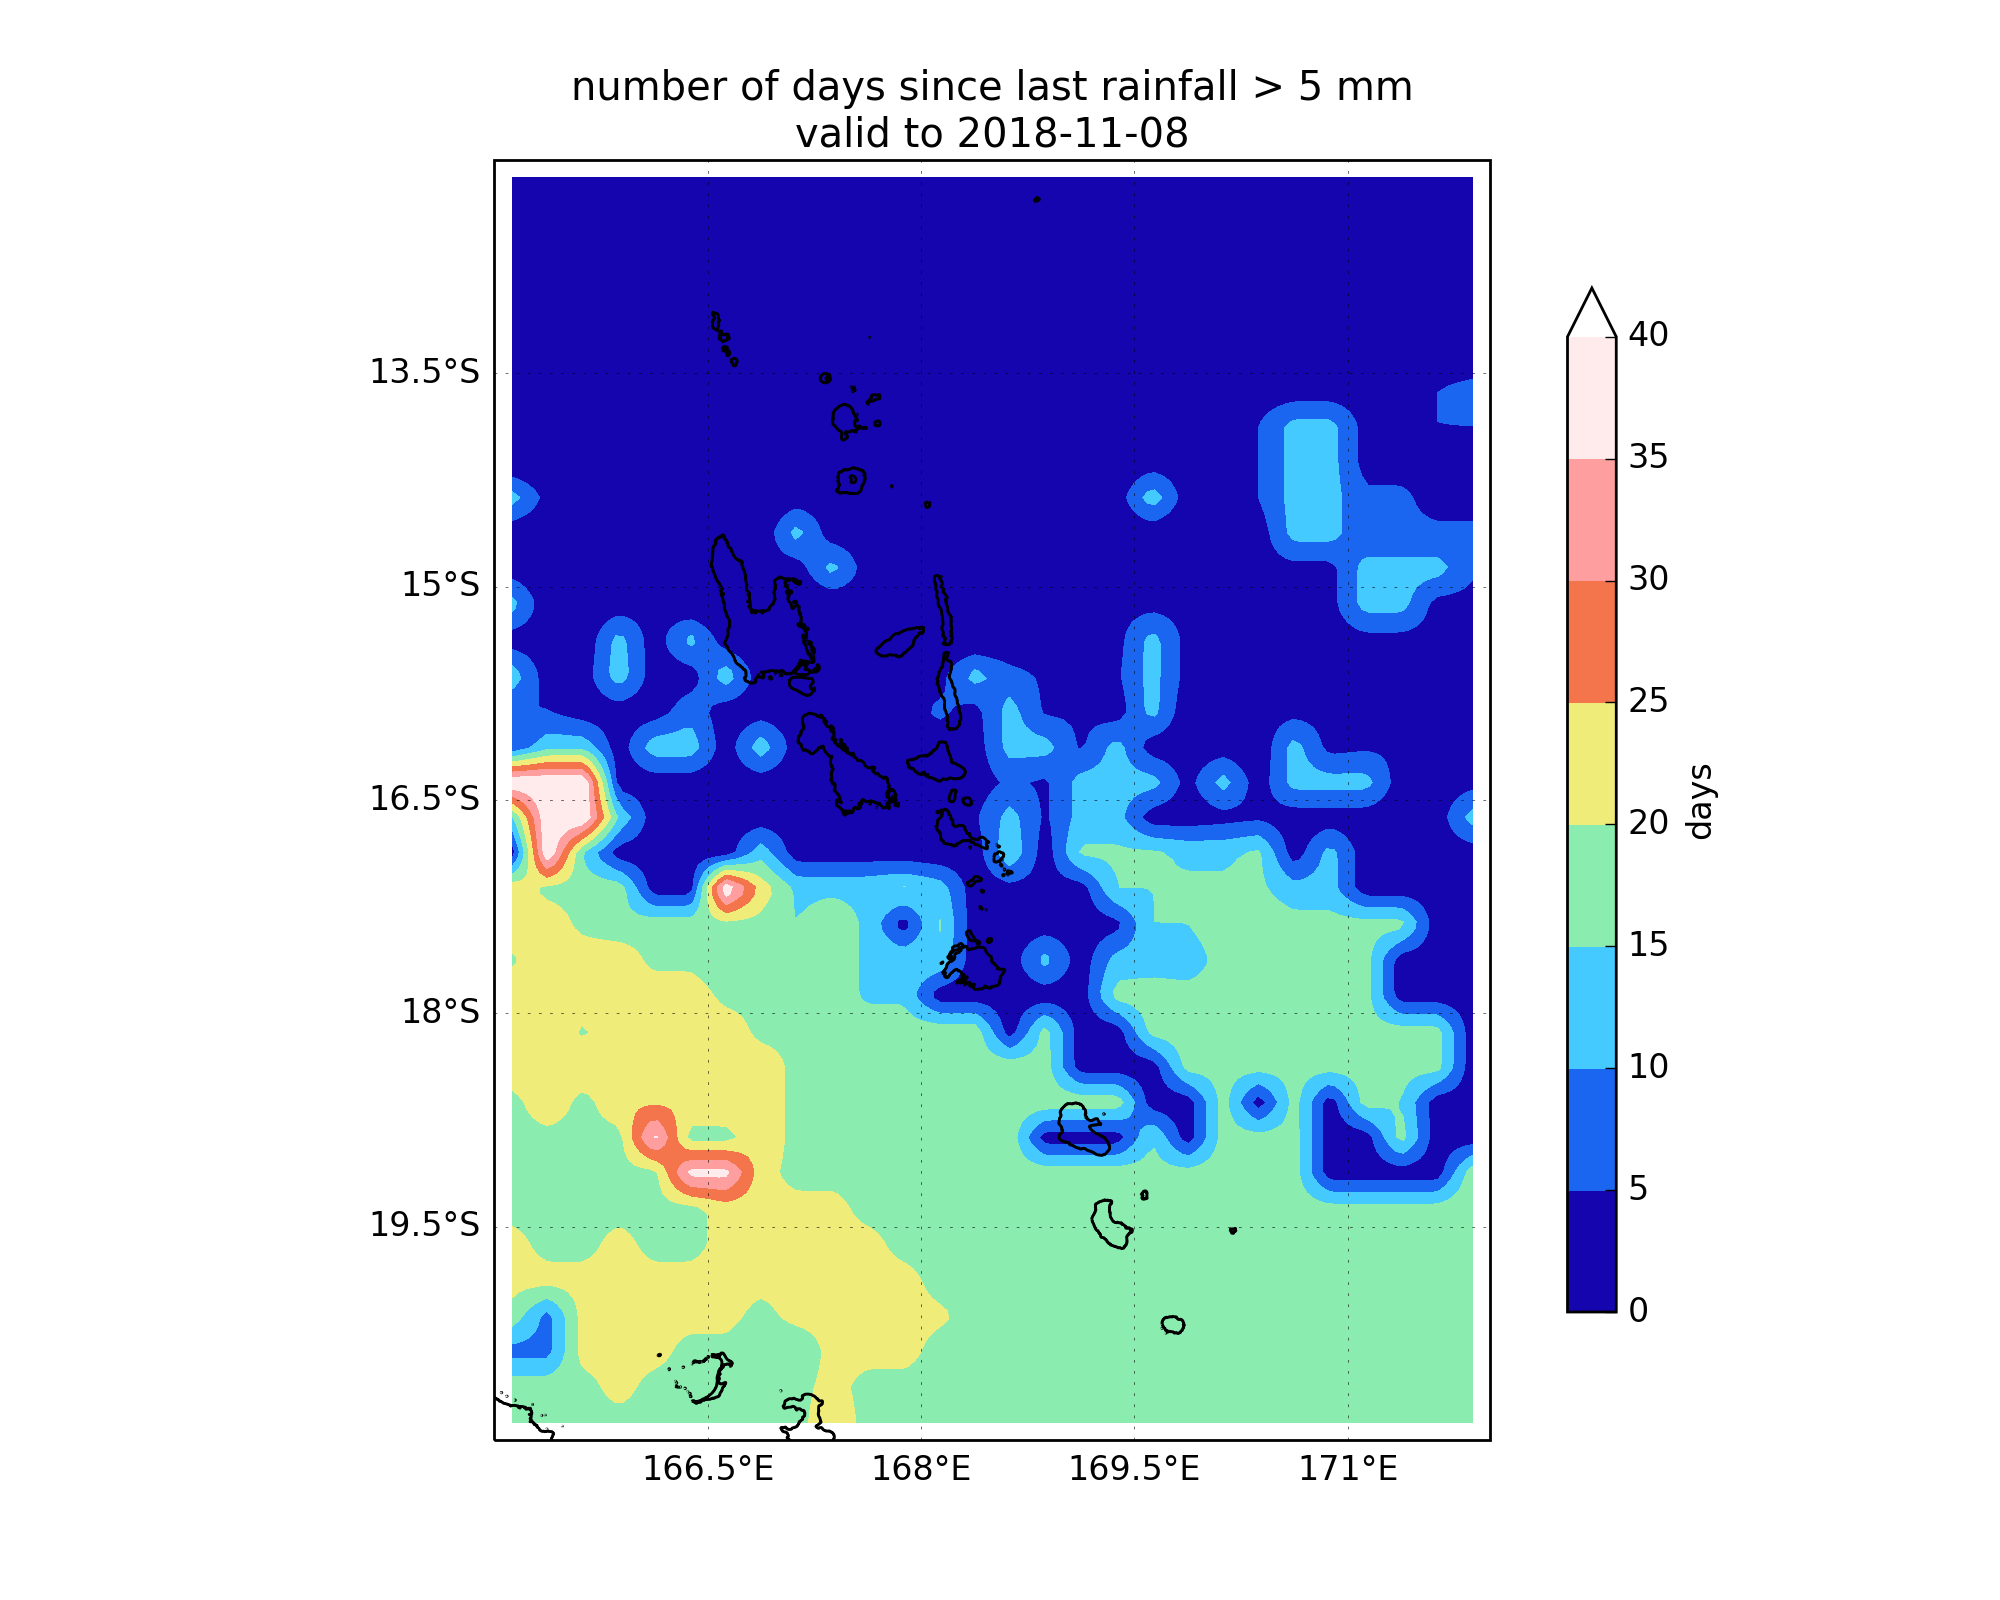 number of days since last rainfall > 5 mm
valid to 2018-11-08
13.5°S
15°S
16.5°S
18°S
19.5°S
166.5°E
168°E
169.5°E
171°E
40
35
30
25
20
15
10
5
0
days